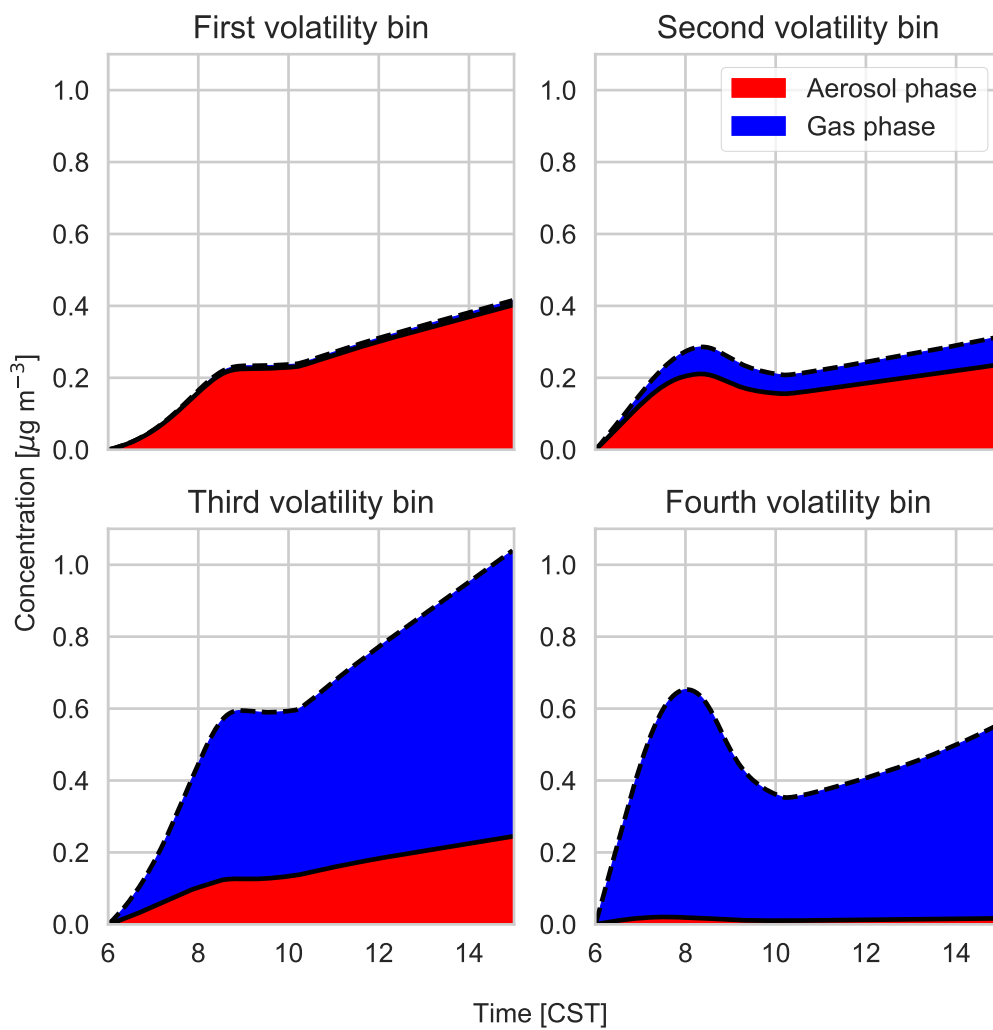 First volatility bin
Second volatility bin
1.0
0.8
0.6
0.4
0.2
0.0
1.0
0.8
0.6
0.4
0.2
0.0
Aerosol phase
Gas phase
Concentration [μg m⁻³]
Third volatility bin
Fourth volatility bin
1.0
0.8
0.6
0.4
0.2
0.0
6 8 10 12 14
1.0
0.8
0.6
0.4
0.2
0.0
6 8 10 12 14
Time [CST]